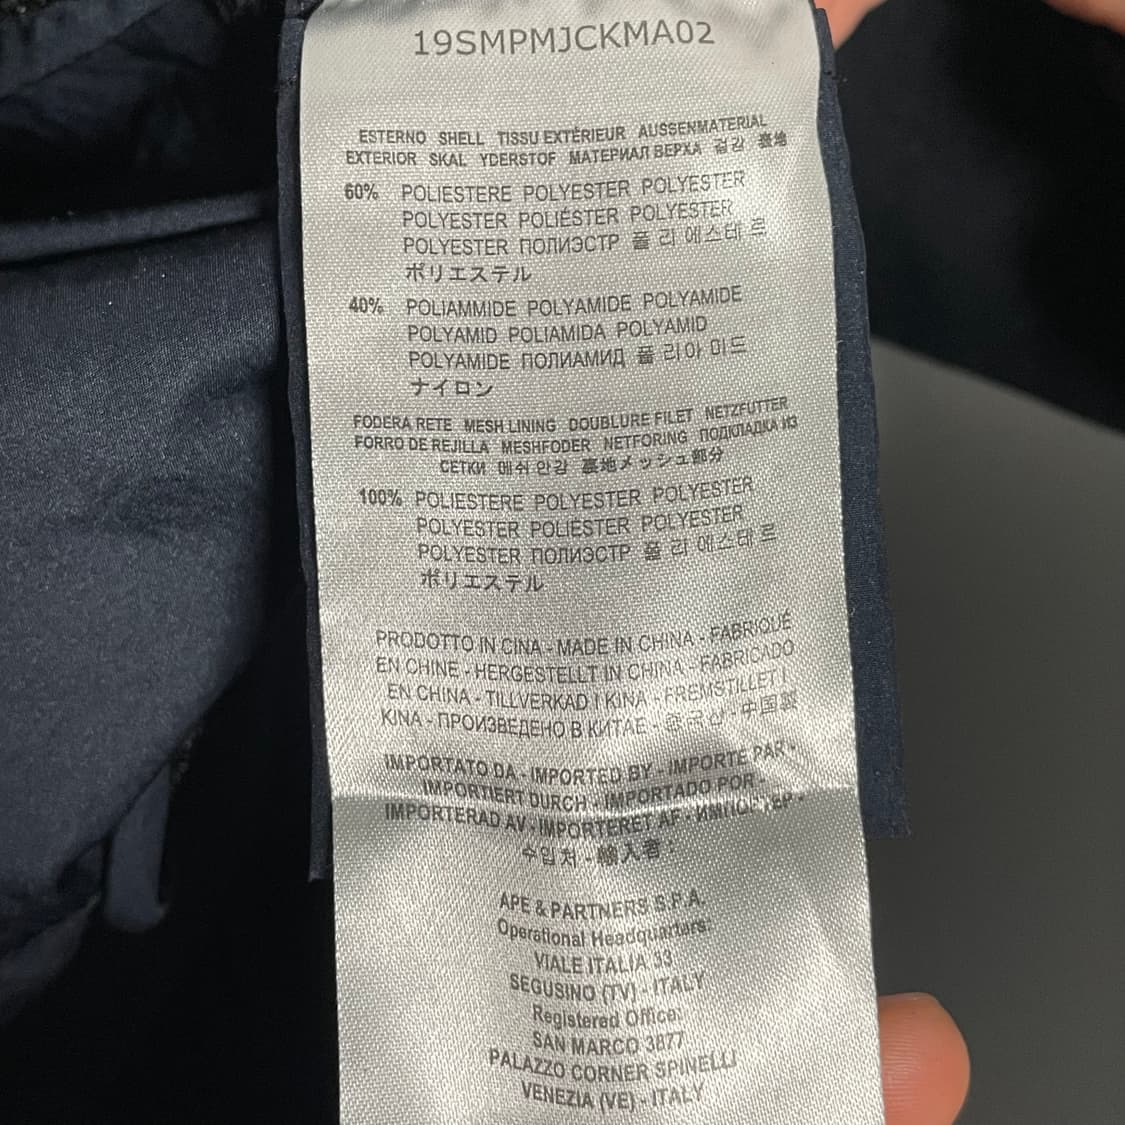 19SMPMJCKMA02
ESTERNO SHELL TISSU EXTÉRIEUR AUSSENMATERIAL
EXTERIOR SKAL YDERSTOF МАТЕРИАЛ ВЕРХА 겉감 表地
60% POLIESTERE POLYESTER POLYESTER
POLYESTER POLIÉSTER POLYESTER
POLYESTER ПОЛИЭСТР 폴 리 에스테 르
ポリエステル
40% POLIAMMIDE POLYAMIDE POLYAMIDE
POLYAMID POLIAMIDA POLYAMID
POLYAMIDE ПОЛИАМИД 폴 리아 미드
ナイロン
FODERA RETE MESH LINING DOUBLURE FILET NETZFUTTER
FORRO DE REJILLA MESHFODER NETFORING ПОДКЛАДКА ИЗ
СЕТКИ 메쉬 안감 裏地メッシュ部分
100% POLIESTERE POLYESTER POLYESTER
POLYESTER POLIÉSTER POLYESTER
POLYESTER ПОЛИЭСТР 폴 리 에스테 르
ポリエステル
PRODOTTO IN CINA - MADE IN CHINA - FABRIQUÉ
EN CHINE - HERGESTELLT IN CHINA - FABRICADO
EN CHINA - TILLVERKAD I KINA - FREMSTILLET I
KINA - ПРОИЗВЕДЕНО В КИТАЕ - 중국산 - 中国製
IMPORTATO DA - IMPORTED BY - IMPORTE PAR -
IMPORTIERT DURCH - IMPORTADO POR -
IMPORTERAD AV - IMPORTERET AF -
수입처 - 輸入者 :
APE & PARTNERS S.P.A.
Operational Headquarters:
VIALE ITALIA 33
SEGUSINO (TV) - ITALY
Registered Office:
SAN MARCO 3877
PALAZZO CORNER SPINELLI
VENEZIA (VE) - ITALY